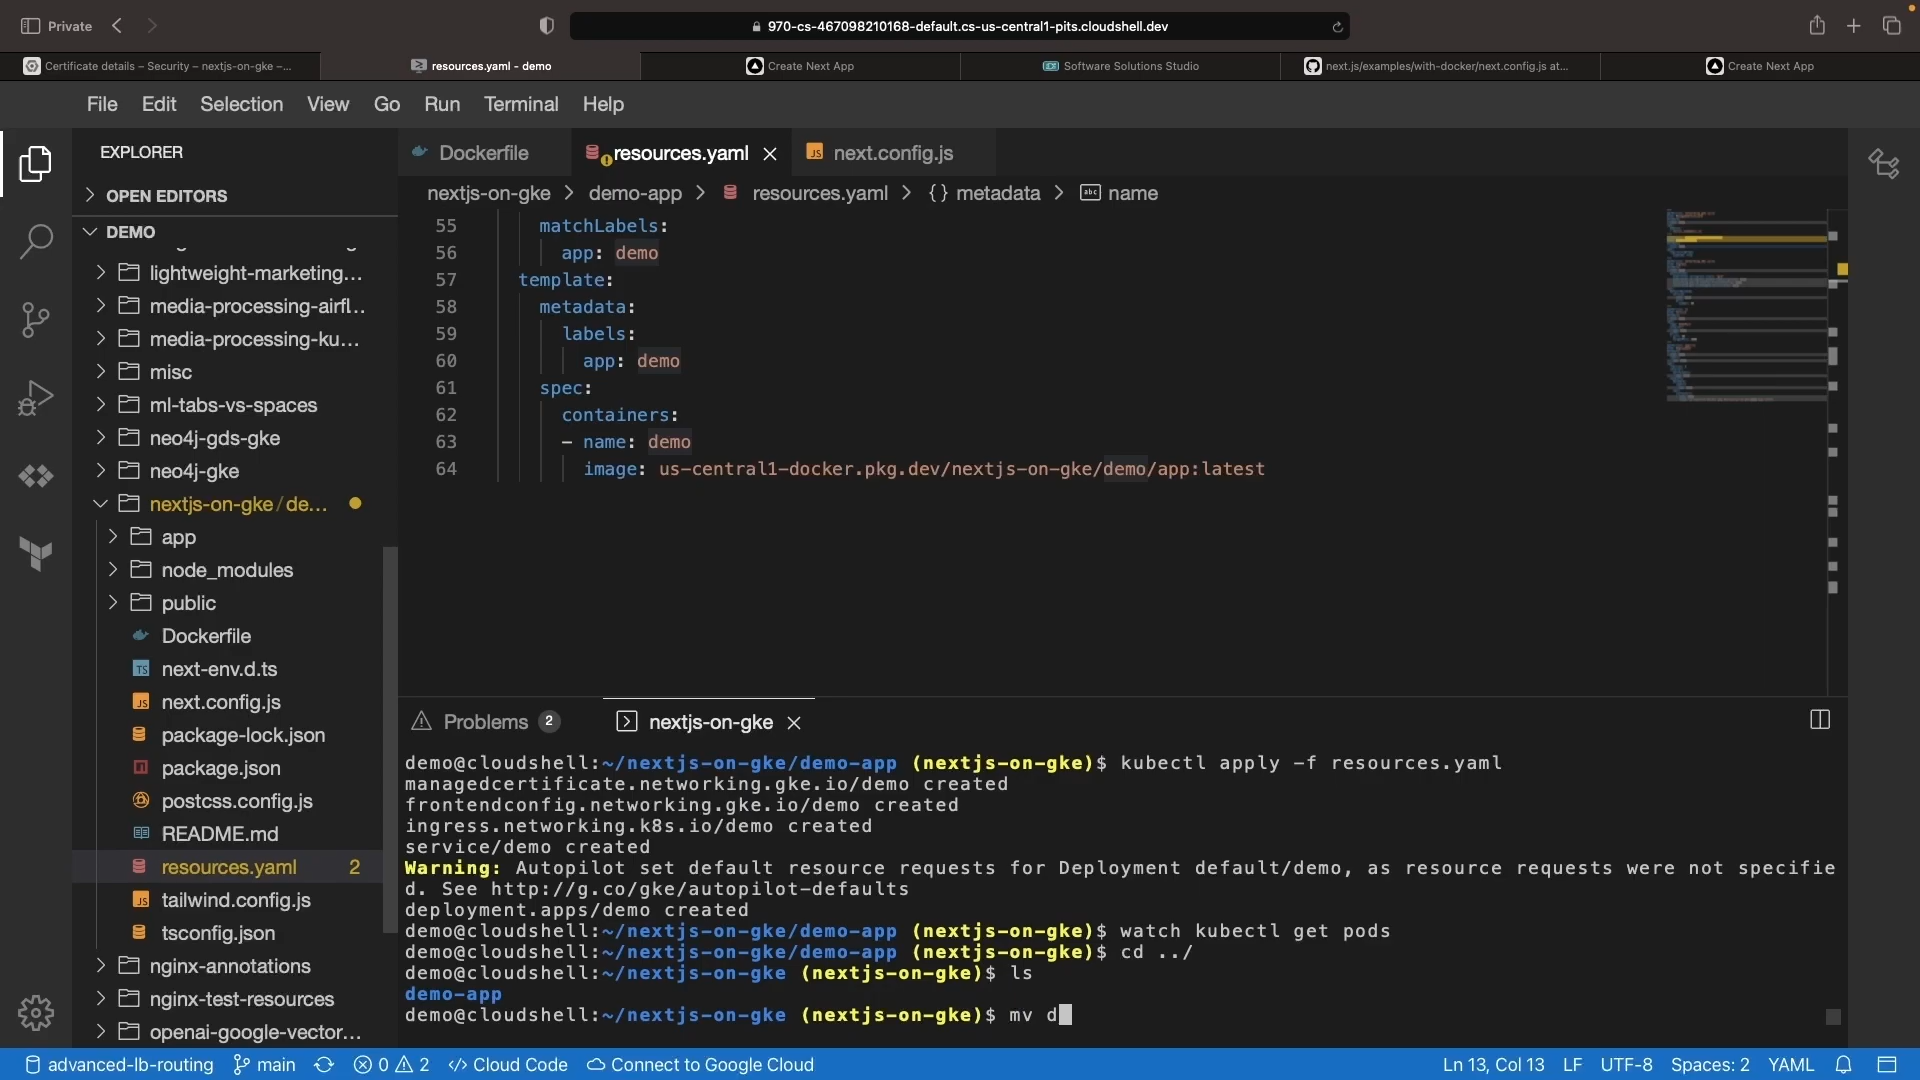 Private
970-cs-467098210168-default.cs-us-central1-pits.cloudshell.dev
Certificate details – Security – nextjs-on-gke –...
resources.yaml - demo
Create Next App
Software Solutions Studio
next.js/examples/with-docker/next.config.js at...
Create Next App
File Edit Selection View Go Run Terminal Help
EXPLORER
OPEN EDITORS
DEMO
lightweight-marketing...
media-processing-airfl...
media-processing-ku...
misc
ml-tabs-vs-spaces
neo4j-gds-gke
neo4j-gke
nextjs-on-gke/de...
app
node_modules
public
Dockerfile
next-env.d.ts
next.config.js
package-lock.json
package.json
postcss.config.js
README.md
resources.yaml 2
tailwind.config.js
tsconfig.json
nginx-annotations
nginx-test-resources
openai-google-vector...
Dockerfile
resources.yaml
next.config.js
nextjs-on-gke > demo-app > resources.yaml > {} metadata > abc name
55 matchLabels:
56 app: demo
57 template:
58 metadata:
59 labels:
60 app: demo
61 spec:
62 containers:
63 - name: demo
64 image: us-central1-docker.pkg.dev/nextjs-on-gke/demo/app:latest
Problems 2
nextjs-on-gke
demo@cloudshell:~/nextjs-on-gke/demo-app (nextjs-on-gke)$ kubectl apply -f resources.yaml
managedcertificate.networking.gke.io/demo created
frontendconfig.networking.gke.io/demo created
ingress.networking.k8s.io/demo created
service/demo created
Warning: Autopilot set default resource requests for Deployment default/demo, as resource requests were not specifie
d. See http://g.co/gke/autopilot-defaults
deployment.apps/demo created
demo@cloudshell:~/nextjs-on-gke/demo-app (nextjs-on-gke)$ watch kubectl get pods
demo@cloudshell:~/nextjs-on-gke/demo-app (nextjs-on-gke)$ cd ../
demo@cloudshell:~/nextjs-on-gke (nextjs-on-gke)$ ls
demo-app
demo@cloudshell:~/nextjs-on-gke (nextjs-on-gke)$ mv d
advanced-lb-routing main 0 2 Cloud Code Connect to Google Cloud Ln 13, Col 13 LF UTF-8 Spaces: 2 YAML